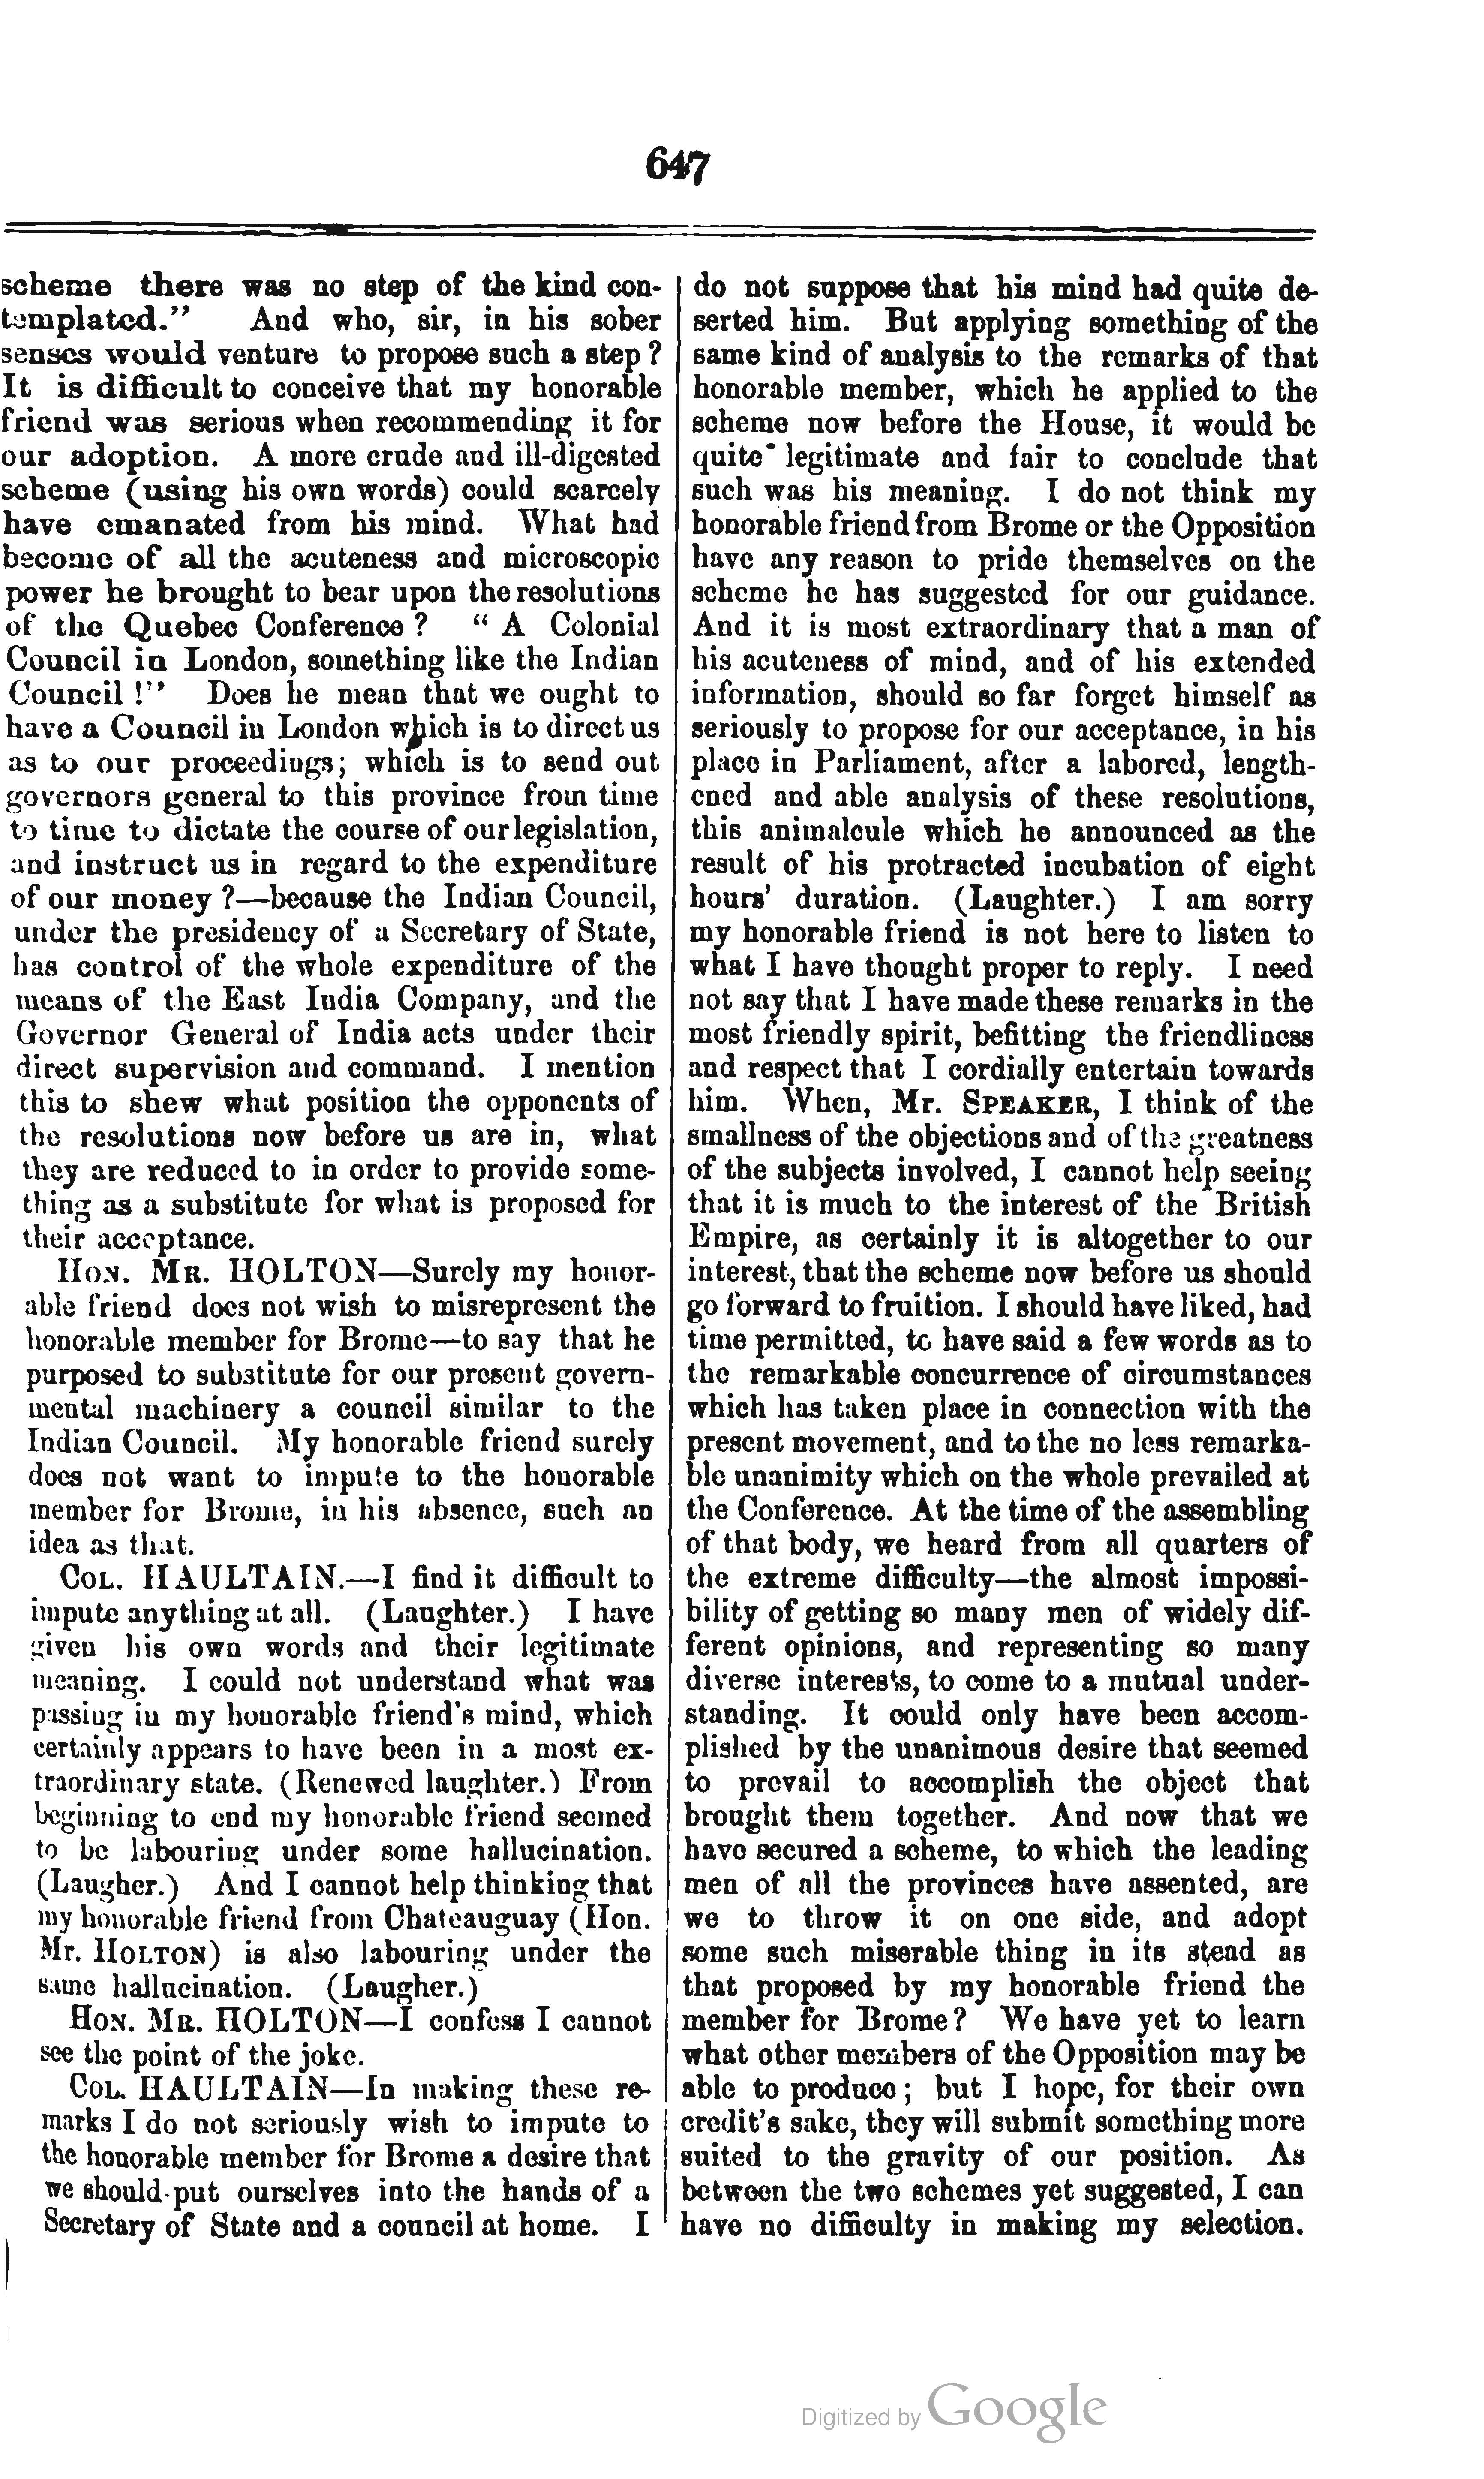 647
scheme there was no step of the kind con-
templated." And who, sir, in his sober
senses would venture to propose such a step ?
It is difficult to conceive that my honorable
friend was serious when recommending it for
our adoption. A more crude and ill-digested
scheme (using his own words) could scarcely
have emanated from his mind. What had
become of all the acuteness and microscopic
power he brought to bear upon the resolutions
of the Quebec Conference ? " A Colonial
Council in London, something like the Indian
Council !" Does he mean that we ought to
have a Council in London which is to direct us
as to our proceedings; which is to send out
governors general to this province from time
to time to dictate the course of our legislation,
and instruct us in regard to the expenditure
of our money ?—because the Indian Council,
under the presidency of a Secretary of State,
has control of the whole expenditure of the
means of the East India Company, and the
Governor General of India acts under their
direct supervision and command. I mention
this to shew what position the opponents of
the resolutions now before us are in, what
they are reduced to in order to provide some-
thing as a substitute for what is proposed for
their acceptance.
HON. MR. HOLTON—Surely my honor-
able friend does not wish to misrepresent the
honorable member for Brome—to say that he
purposed to substitute for our present govern-
mental machinery a council similar to the
Indian Council. My honorable friend surely
does not want to impute to the honorable
member for Brome, in his absence, such an
idea as that.
COL. HAULTAIN.—I find it difficult to
impute anything at all. (Laughter.) I have
given his own words and their legitimate
meaning. I could not understand what was
passing in my honorable friend's mind, which
certainly appears to have been in a most ex-
traordinary state. (Renewed laughter.) From
beginning to end my honorable friend seemed
to be labouring under some hallucination.
(Laugher.) And I cannot help thinking that
my honorable friend from Chateauguay (Hon.
Mr. HOLTON) is also labouring under the
same hallucination. (Laugher.)
HON. MR. HOLTON—I confess I cannot
see the point of the joke.
COL. HAULTAIN—In making these re-
marks I do not seriously wish to impute to
the honorable member for Brome a desire that
we should put ourselves into the hands of a
Secretary of State and a council at home. I
do not suppose that his mind had quite de-
serted him. But applying something of the
same kind of analysis to the remarks of that
honorable member, which he applied to the
scheme now before the House, it would be
quite legitimate and fair to conclude that
such was his meaning. I do not think my
honorable friend from Brome or the Opposition
have any reason to pride themselves on the
scheme he has suggested for our guidance.
And it is most extraordinary that a man of
his acuteness of mind, and of his extended
information, should so far forget himself as
seriously to propose for our acceptance, in his
place in Parliament, after a labored, length-
ened and able analysis of these resolutions,
this animalcule which he announced as the
result of his protracted incubation of eight
hours' duration. (Laughter.) I am sorry
my honorable friend is not here to listen to
what I have thought proper to reply. I need
not say that I have made these remarks in the
most friendly spirit, befitting the friendliness
and respect that I cordially entertain towards
him. When, Mr. SPEAKER, I think of the
smallness of the objections and of the greatness
of the subjects involved, I cannot help seeing
that it is much to the interest of the British
Empire, as certainly it is altogether to our
interest, that the scheme now before us should
go forward to fruition. I should have liked, had
time permitted, to have said a few words as to
the remarkable concurrence of circumstances
which has taken place in connection with the
present movement, and to the no less remarka-
ble unanimity which on the whole prevailed at
the Conference. At the time of the assembling
of that body, we heard from all quarters of
the extreme difficulty—the almost impossi-
bility of getting so many men of widely dif-
ferent opinions, and representing so many
diverse interests, to come to a mutual under-
standing. It could only have been accom-
plished by the unanimous desire that seemed
to prevail to accomplish the object that
brought them together. And now that we
have secured a scheme, to which the leading
men of all the provinces have assented, are
we to throw it on one side, and adopt
some such miserable thing in its stead as
that proposed by my honorable friend the
member for Brome? We have yet to learn
what other members of the Opposition may be
able to produce; but I hope, for their own
credit's sake, they will submit something more
suited to the gravity of our position. As
between the two schemes yet suggested, I can
have no difficulty in making my selection.
Digitized by Google